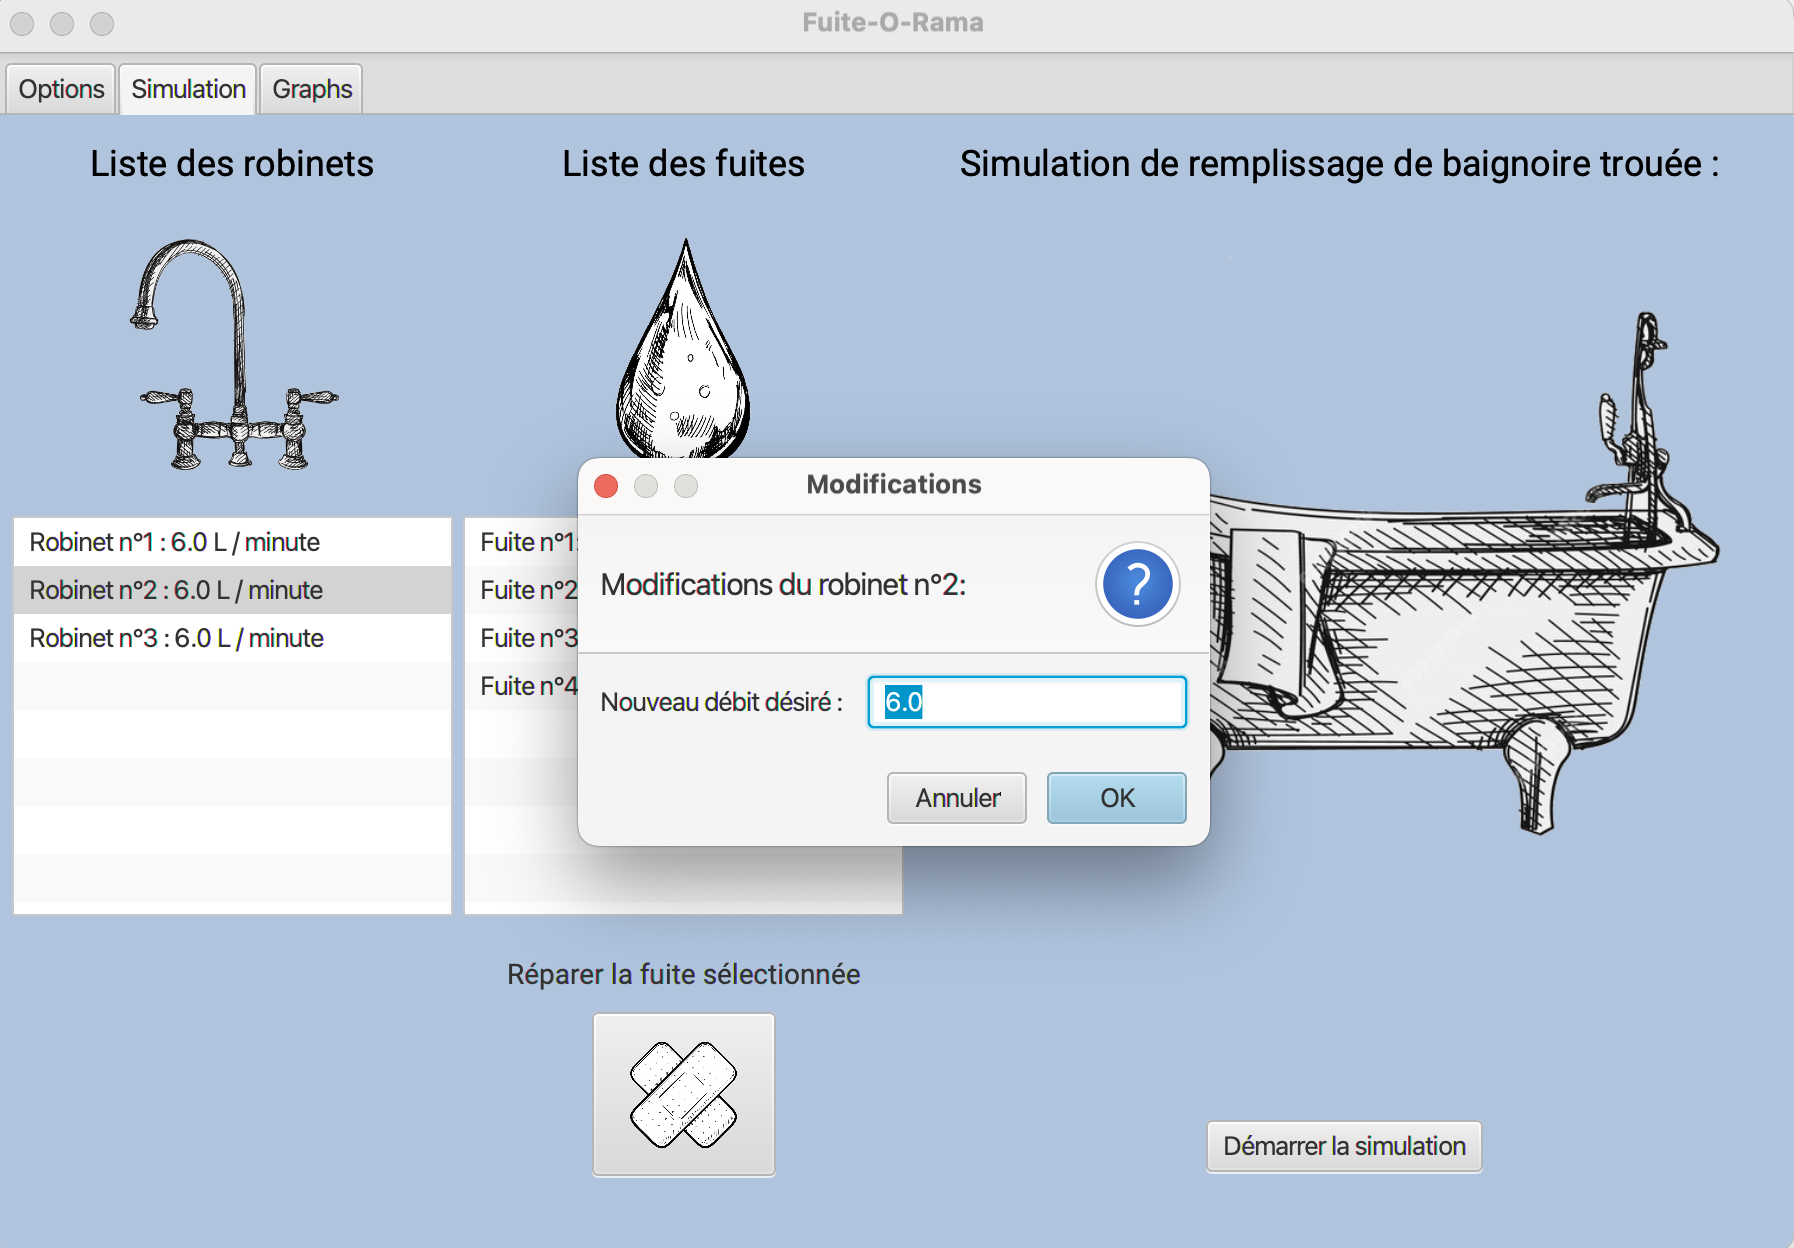 Fuite-O-Rama
Options Simulation Graphs
Liste des robinets
Liste des fuites
Simulation de remplissage de baignoire trouée :
Robinet n°1 : 6.0 L / minute
Robinet n°2 : 6.0 L / minute
Robinet n°3 : 6.0 L / minute
Fuite n°1:
Fuite n°2
Fuite n°3
Fuite n°4
Modifications
Modifications du robinet n°2:
?
Nouveau débit désiré : 6.0
Annuler OK
Réparer la fuite sélectionnée
Démarrer la simulation